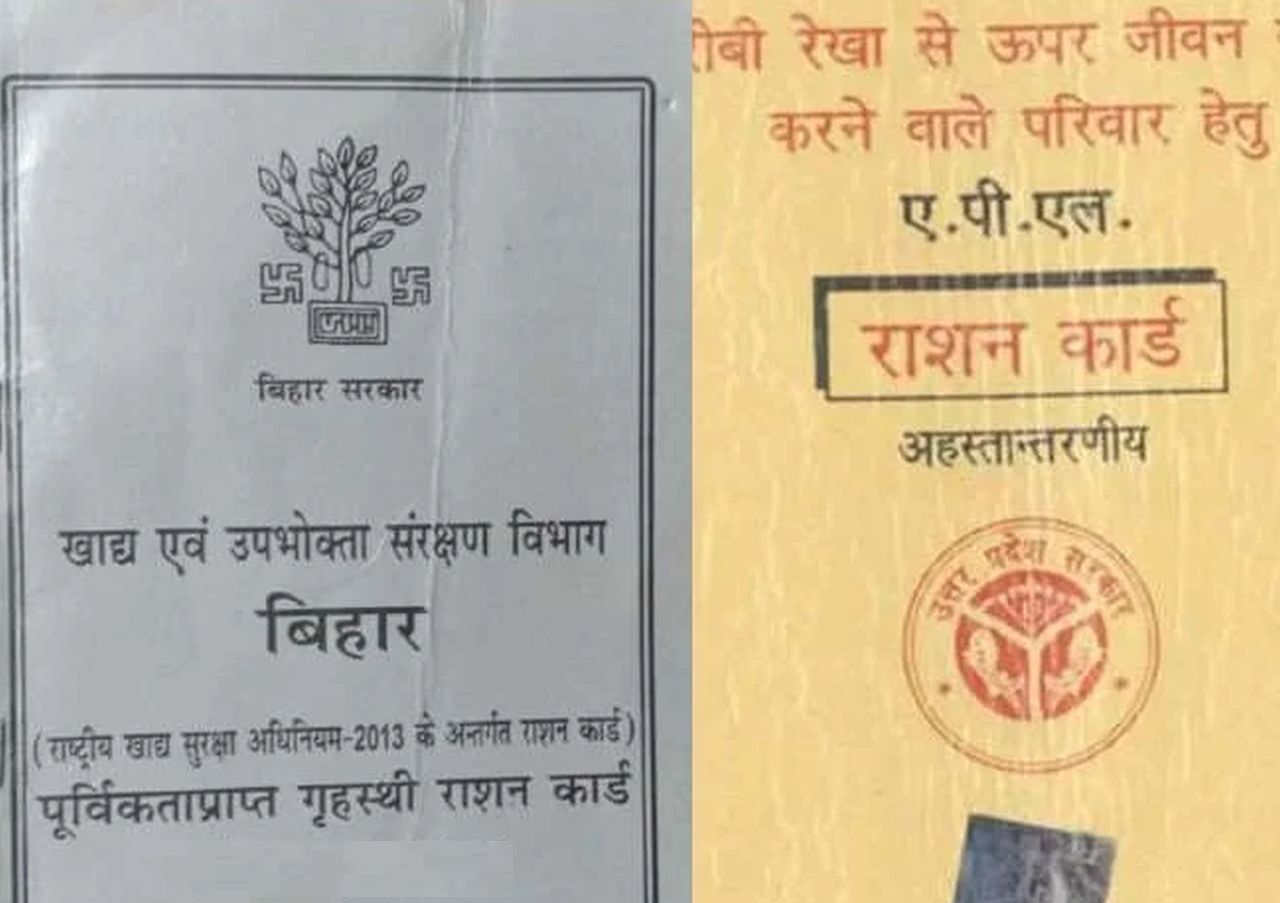 बिहार सरकार
खाद्य एवं उपभोक्ता संरक्षण विभाग
बिहार
(राष्ट्रीय खाद्य सुरक्षा अधिनियम-2013 के अन्तर्गत राशन कार्ड)
पूर्विकताप्राप्त गृहस्थी राशन कार्ड
रेखा से ऊपर जीवन
करने वाले परिवार हेतु
ए.पी.एल.
राशन कार्ड
अहस्तान्तरणीय
उत्तर प्रदेश सरकार